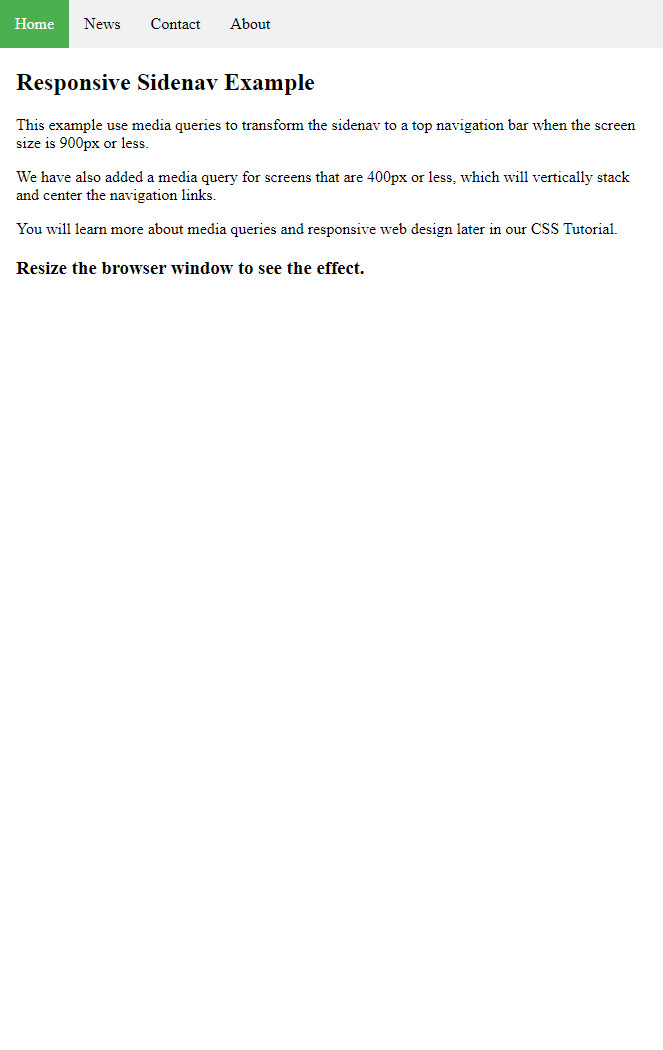 Home News Contact About
Responsive Sidenav Example
This example use media queries to transform the sidenav to a top navigation bar when the screen
size is 900px or less.
We have also added a media query for screens that are 400px or less, which will vertically stack
and center the navigation links.
You will learn more about media queries and responsive web design later in our CSS Tutorial.
Resize the browser window to see the effect.